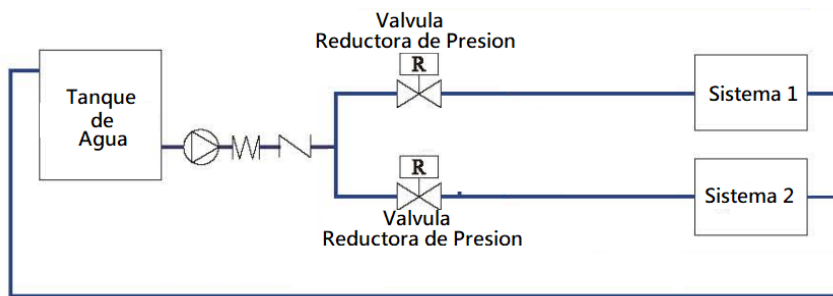 Valvula
Reductora de Presion
R
Tanque
de
Agua
Sistema 1
R
Sistema 2
Valvula
Reductora de Presion